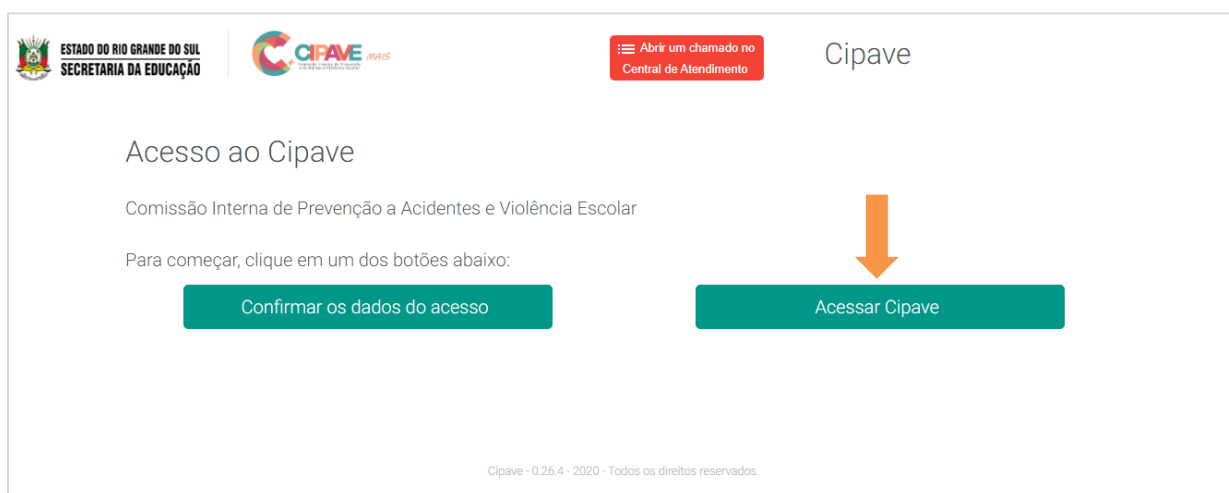 ESTADO DO RIO GRANDE DO SUL
SECRETARIA DA EDUCAÇÃO
CIPAVE MAIS
Abrir um chamado no
Central de Atendimento
Cipave
Acesso ao Cipave
Comissão Interna de Prevenção a Acidentes e Violência Escolar
Para começar, clique em um dos botões abaixo:
Confirmar os dados do acesso
Acessar Cipave
Cipave - 0.26.4 - 2020 - Todos os direitos reservados.